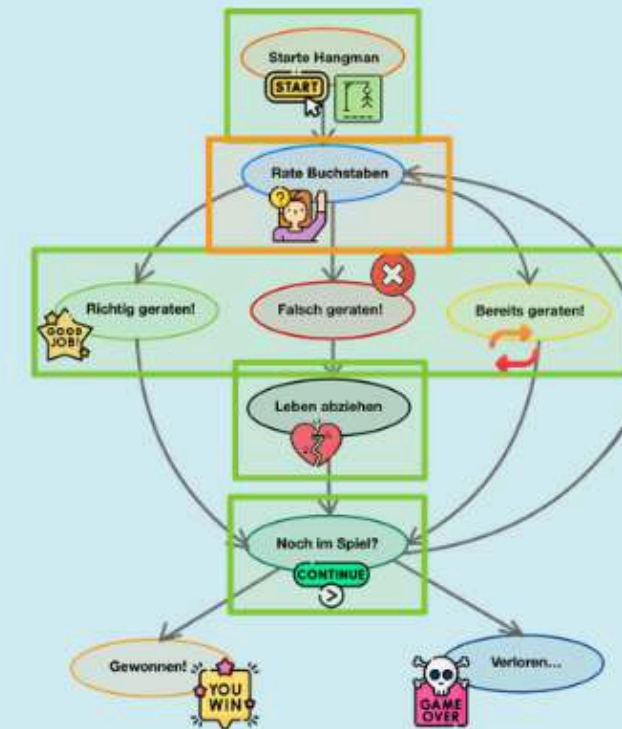 Starte Hangman
START
Rate Buchstaben
?
Richtig geraten!
GOOD
JOB!
Falsch geraten!
Bereits geraten!
Leben abziehen
Noch im Spiel?
CONTINUE
Gewonnen!
YOU
WIN
Verloren...
GAME
OVER